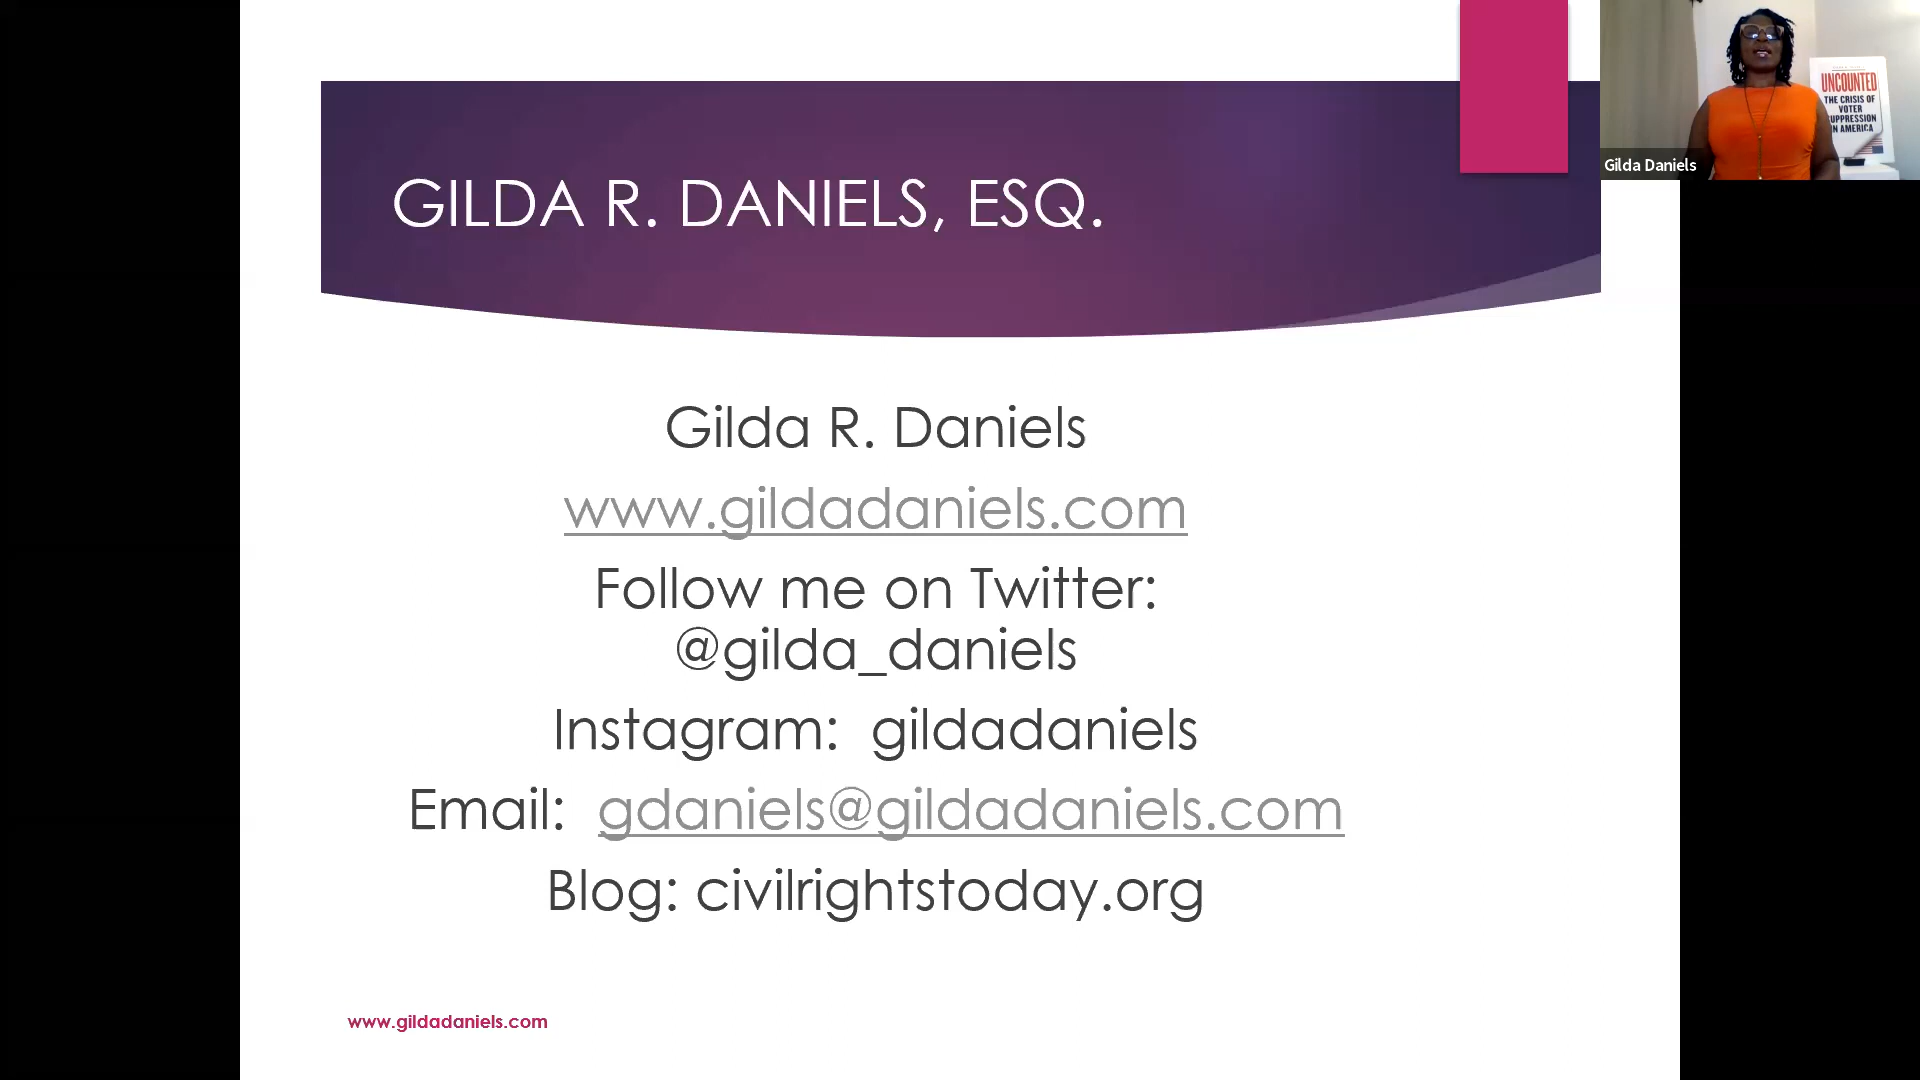 GILDA R. DANIELS, ESQ.
Gilda R. Daniels
www.gildadaniels.com
Follow me on Twitter:
@gilda_daniels
Instagram: gildadaniels
Email: gdaniels@gildadaniels.com
Blog: civilrightstoday.org
www.gildadaniels.com
Gilda Daniels
UNCOUNTED
THE CRISIS OF
VOTER
SUPPRESSION
IN AMERICA